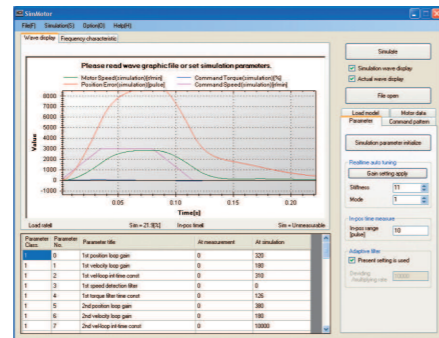 SimMotor
File(F) Simulation(S) Option(O) Help(H)
Wave display Frequency characteristic
Please read wave graphic file or set simulation parameters.
Motor Speed(simulation)[r/min] Command Torque(simulation)[%]
Position Error(simulation)[pulse] Command Speed(simulation)[r/min]
Value
8000
7000
6000
5000
4000
3000
2000
1000
0
-1000
0.05 0.10 0.15 0.20
Time[s]
Load rate# Sim = 21.9[%] In-pos time# Sim = Unmeasurable
Parameter Class. Parameter No. Parameter title At measurement At simulation
1 0 1st position loop gain 0 320
1 1 1st velocity loop gain 0 180
1 2 1st vel-loop int-time const 0 310
1 3 1st speed detection filter 0 0
1 4 1st torque filter time const 0 126
1 5 2nd position loop gain 0 380
1 6 2nd velocity loop gain 0 180
1 7 2nd vel-loop int-time const 0 10000
Simulate
Simulation wave display
Actual wave display
File open
Load model Motor data
Parameter Command pattern
Simulation parameter initialize
Realtime auto tuning
Gain setting apply
Stiffness 11
Mode 1
In-pos time measure
In-pos range [pulse] 10
Adaptive filter
Present setting is used
Deviding
/multiplying rate 10000